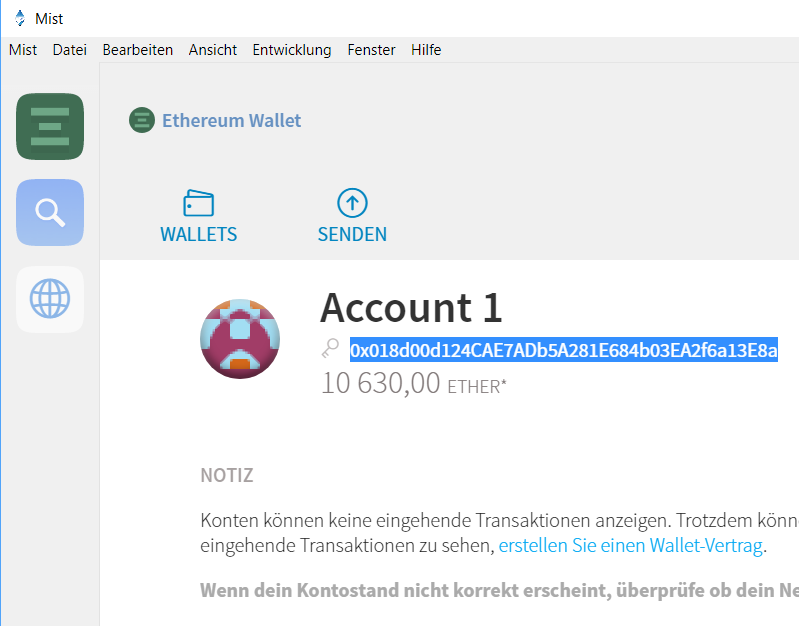 Mist
Mist Datei Bearbeiten Ansicht Entwicklung Fenster Hilfe
Ethereum Wallet
WALLETS SENDEN
Account 1
0x018d00d124CAE7ADb5A281E684b03EA2f6a13E8a
10 630,00 ETHER*
NOTIZ
Konten können keine eingehende Transaktionen anzeigen. Trotzdem könn
eingehende Transaktionen zu sehen, erstellen Sie einen Wallet-Vertrag.
Wenn dein Kontostand nicht korrekt erscheint, überprüfe ob dein Ne